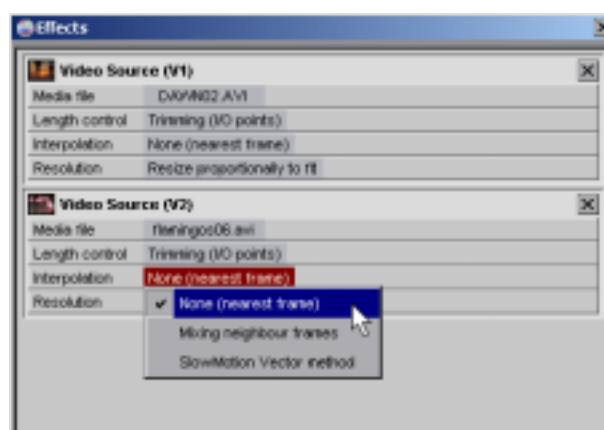 Effects
Video Source (V1)
Media file DAWN02.AVI
Length control Trimming (I/O points)
Interpolation None (nearest frame)
Resolution Resize proportionally to fit
Video Source (V2)
Media file flamingos06.avi
Length control Trimming (I/O points)
Interpolation None (nearest frame)
Resolution ✔ None (nearest frame)
Mixing neighbour frames
SlowMotion Vector method